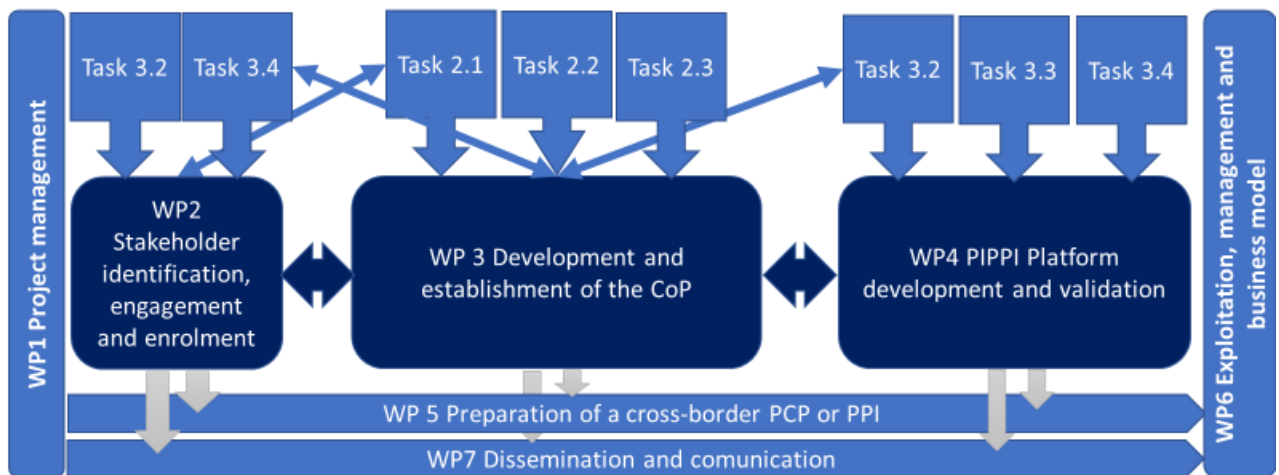 WP1 Project management
Task 3.2
Task 3.4
Task 2.1
Task 2.2
Task 2.3
Task 3.2
Task 3.3
Task 3.4
WP2
Stakeholder
identification,
engagement
and enrolment
WP 3 Development and
establishment of the CoP
WP4 PIPPI Platform
development and validation
WP 5 Preparation of a cross-border PCP or PPI
WP7 Dissemination and comunication
WP6 Exploitation, management and
business model